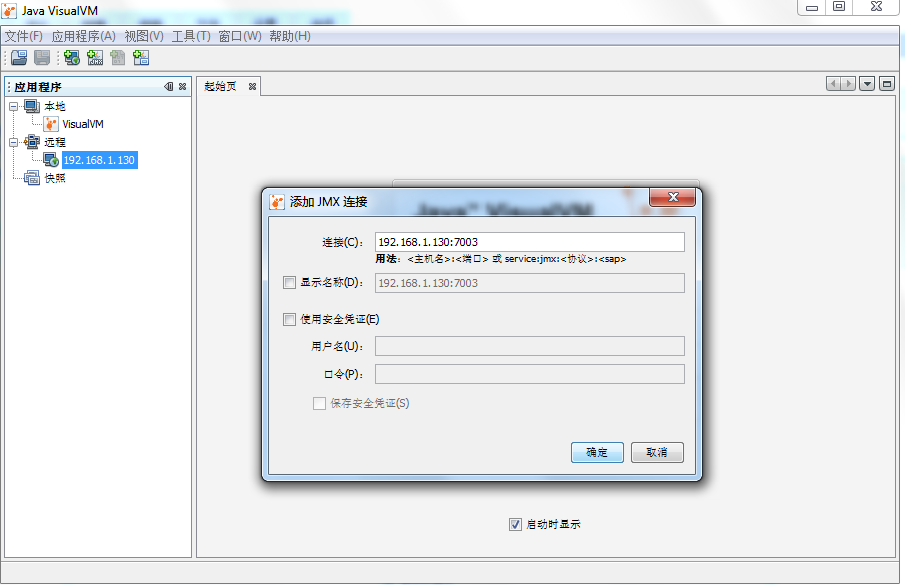 Java VisualVM
文件(F) 应用程序(A) 视图(V) 工具(T) 窗口(W) 帮助(H)
应用程序
起始页
本地
VisualVM
远程
192.168.1.130
快照
Java™ VisualVM
添加 JMX 连接
连接(C): 192.168.1.130:7003
用法: <主机名>:<端口> 或 service:jmx:<协议>:<sap>
显示名称(D): 192.168.1.130:7003
使用安全凭证(E)
用户名(U):
口令(P):
保存安全凭证(S)
确定 取消
启动时显示